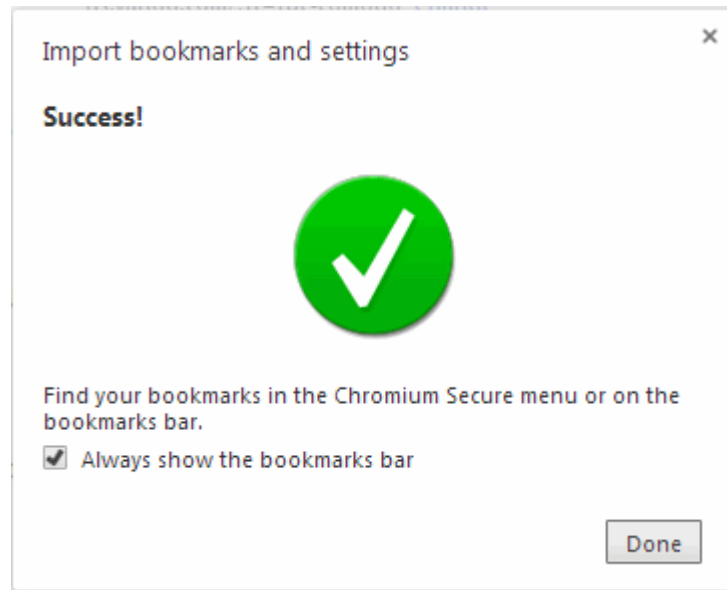 Import bookmarks and settings
Success!
Find your bookmarks in the Chromium Secure menu or on the
bookmarks bar.
Always show the bookmarks bar
Done